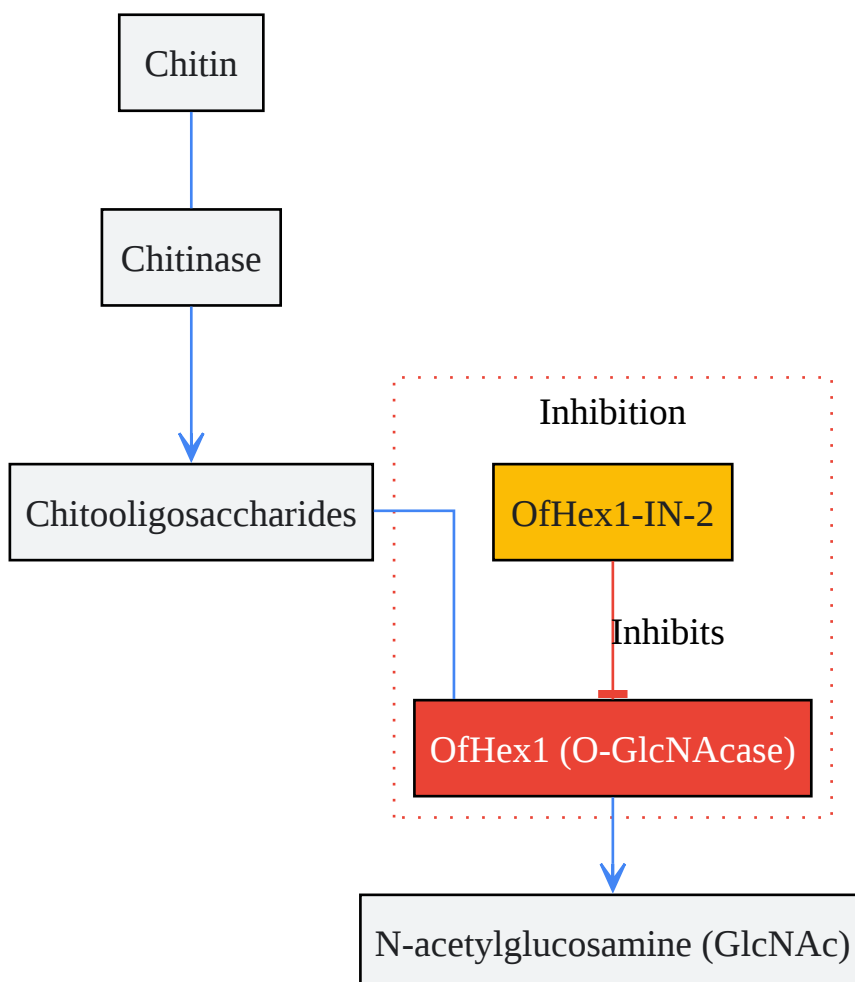 Chitin
Chitinase
Inhibition
Chitooligosaccharides
OfHex1-IN-2
Inhibits
OfHex1 (O-GlcNAcase)
N-acetylglucosamine (GlcNAc)